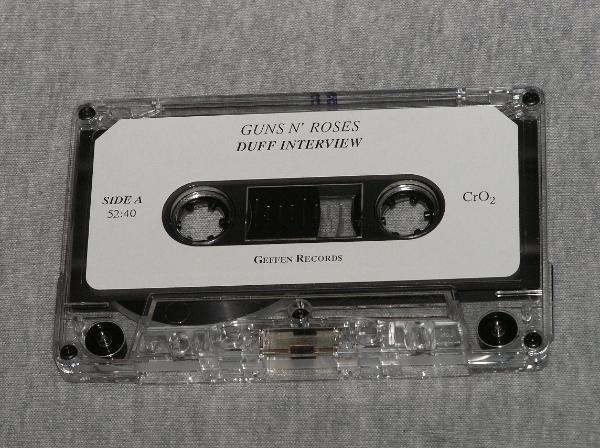 GUNS N' ROSES
DUFF INTERVIEW
SIDE A
52:40
CrO₂
GEFFEN RECORDS